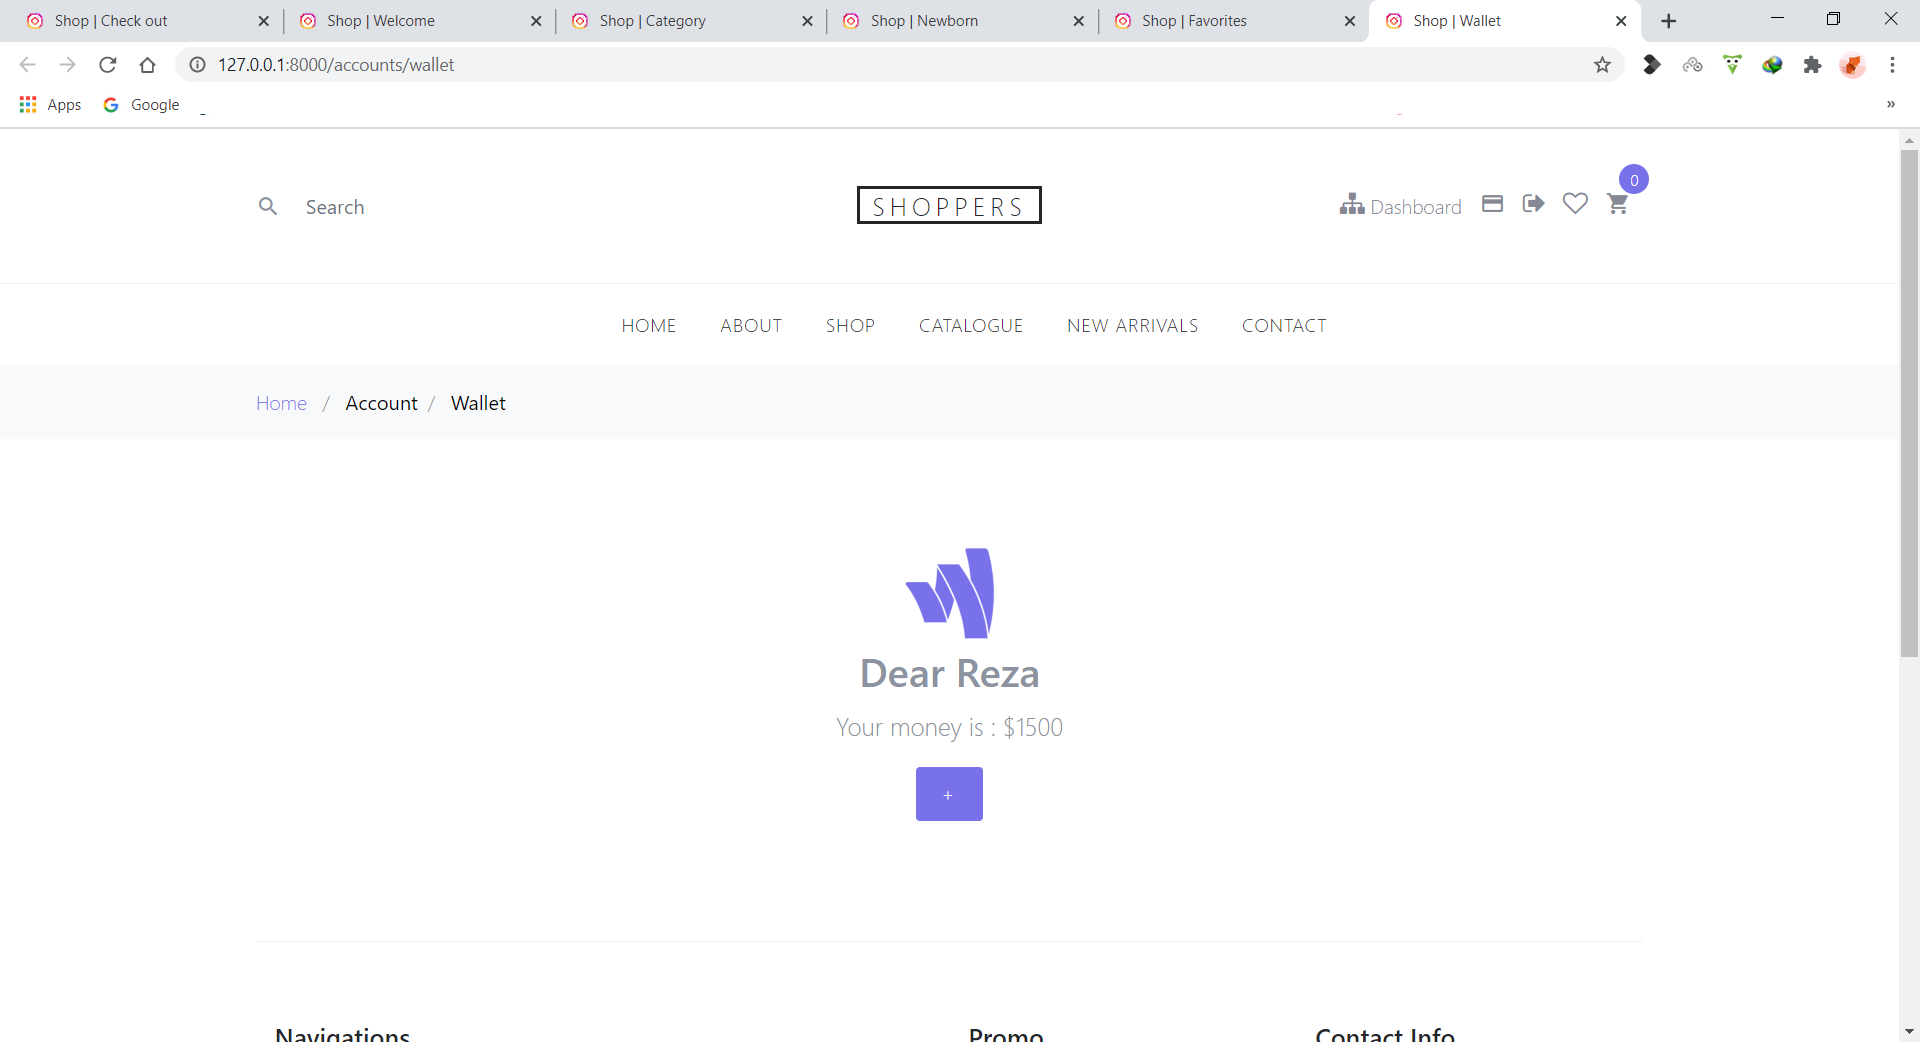 Shop | Check out
Shop | Welcome
Shop | Category
Shop | Newborn
Shop | Favorites
Shop | Wallet
127.0.0.1:8000/accounts/wallet
Apps
Google
Search
SHOPPERS
Dashboard
0
HOME
ABOUT
SHOP
CATALOGUE
NEW ARRIVALS
CONTACT
Home / Account / Wallet
Dear Reza
Your money is : $1500
+
Navigations
Promo
Contact Info